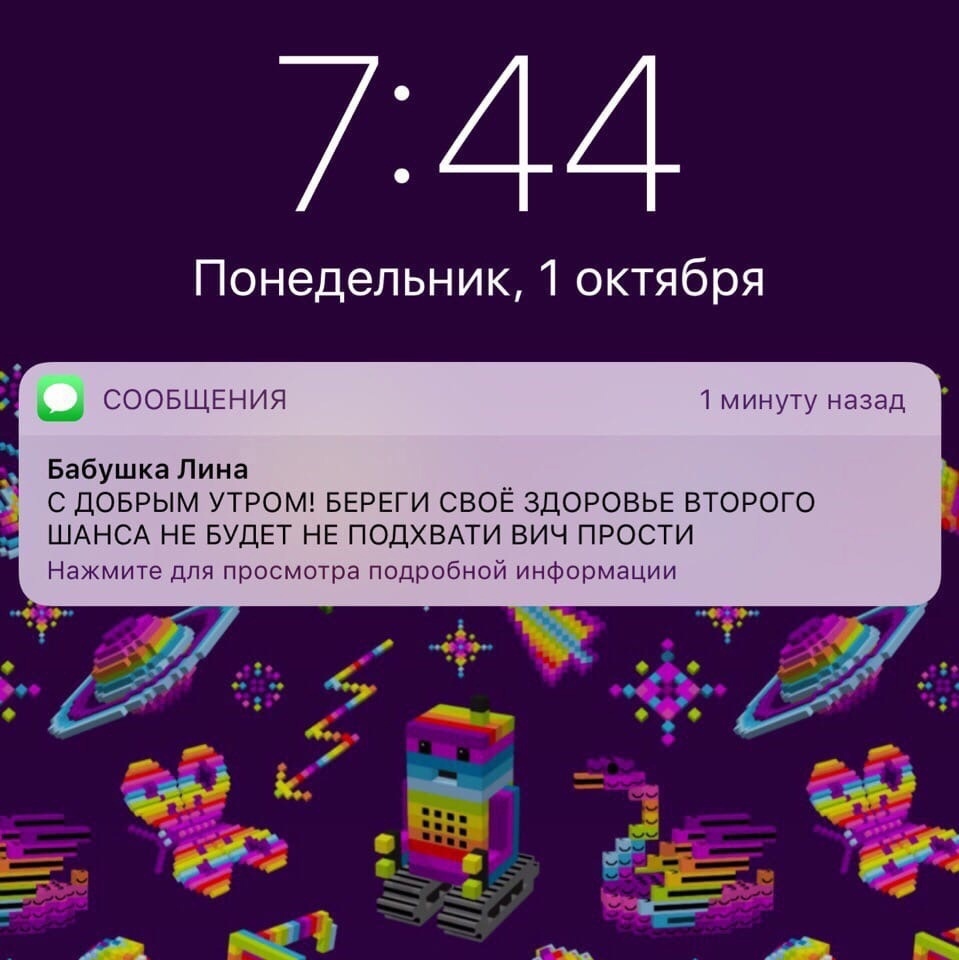 7:44
Понедельник, 1 октября
СООБЩЕНИЯ
1 минуту назад
Бабушка Лина
С ДОБРЫМ УТРОМ! БЕРЕГИ СВОЁ ЗДОРОВЬЕ ВТОРОГО
ШАНСА НЕ БУДЕТ НЕ ПОДХВАТИ ВИЧ ПРОСТИ
Нажмите для просмотра подробной информации